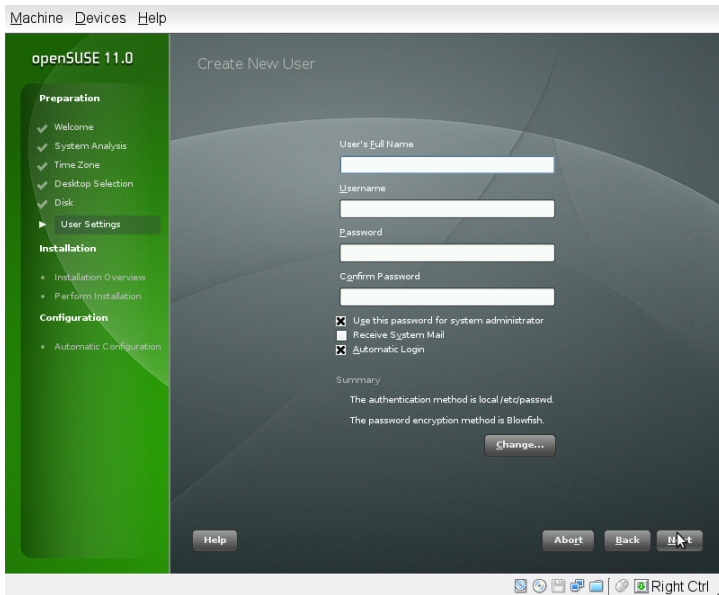 Machine Devices Help
openSUSE 11.0
Create New User
Preparation
Welcome
System Analysis
Time Zone
Desktop Selection
Disk
User Settings
Installation
Installation Overview
Perform Installation
Configuration
Automatic Configuration
User's Full Name
Username
Password
Confirm Password
Use this password for system administrator
Receive System Mail
Automatic Login
Summary
The authentication method is local /etc/passwd.
The password encryption method is Blowfish.
Change...
Help Abort Back Next
Right Ctrl